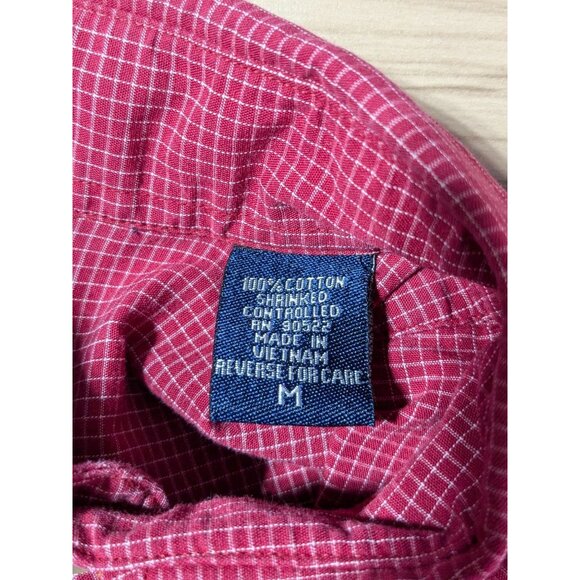 100% COTTON
SHRINKED
CONTROLLED
RN 90522
MADE IN
VIETNAM
REVERSE FOR CARE
M